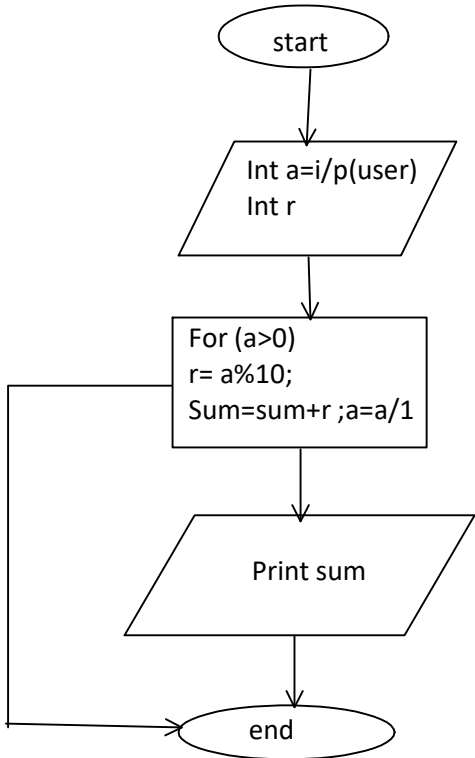 start
Int a=i/p(user)
Int r
For (a>0)
r= a%10;
Sum=sum+r ;a=a/1
Print sum
end